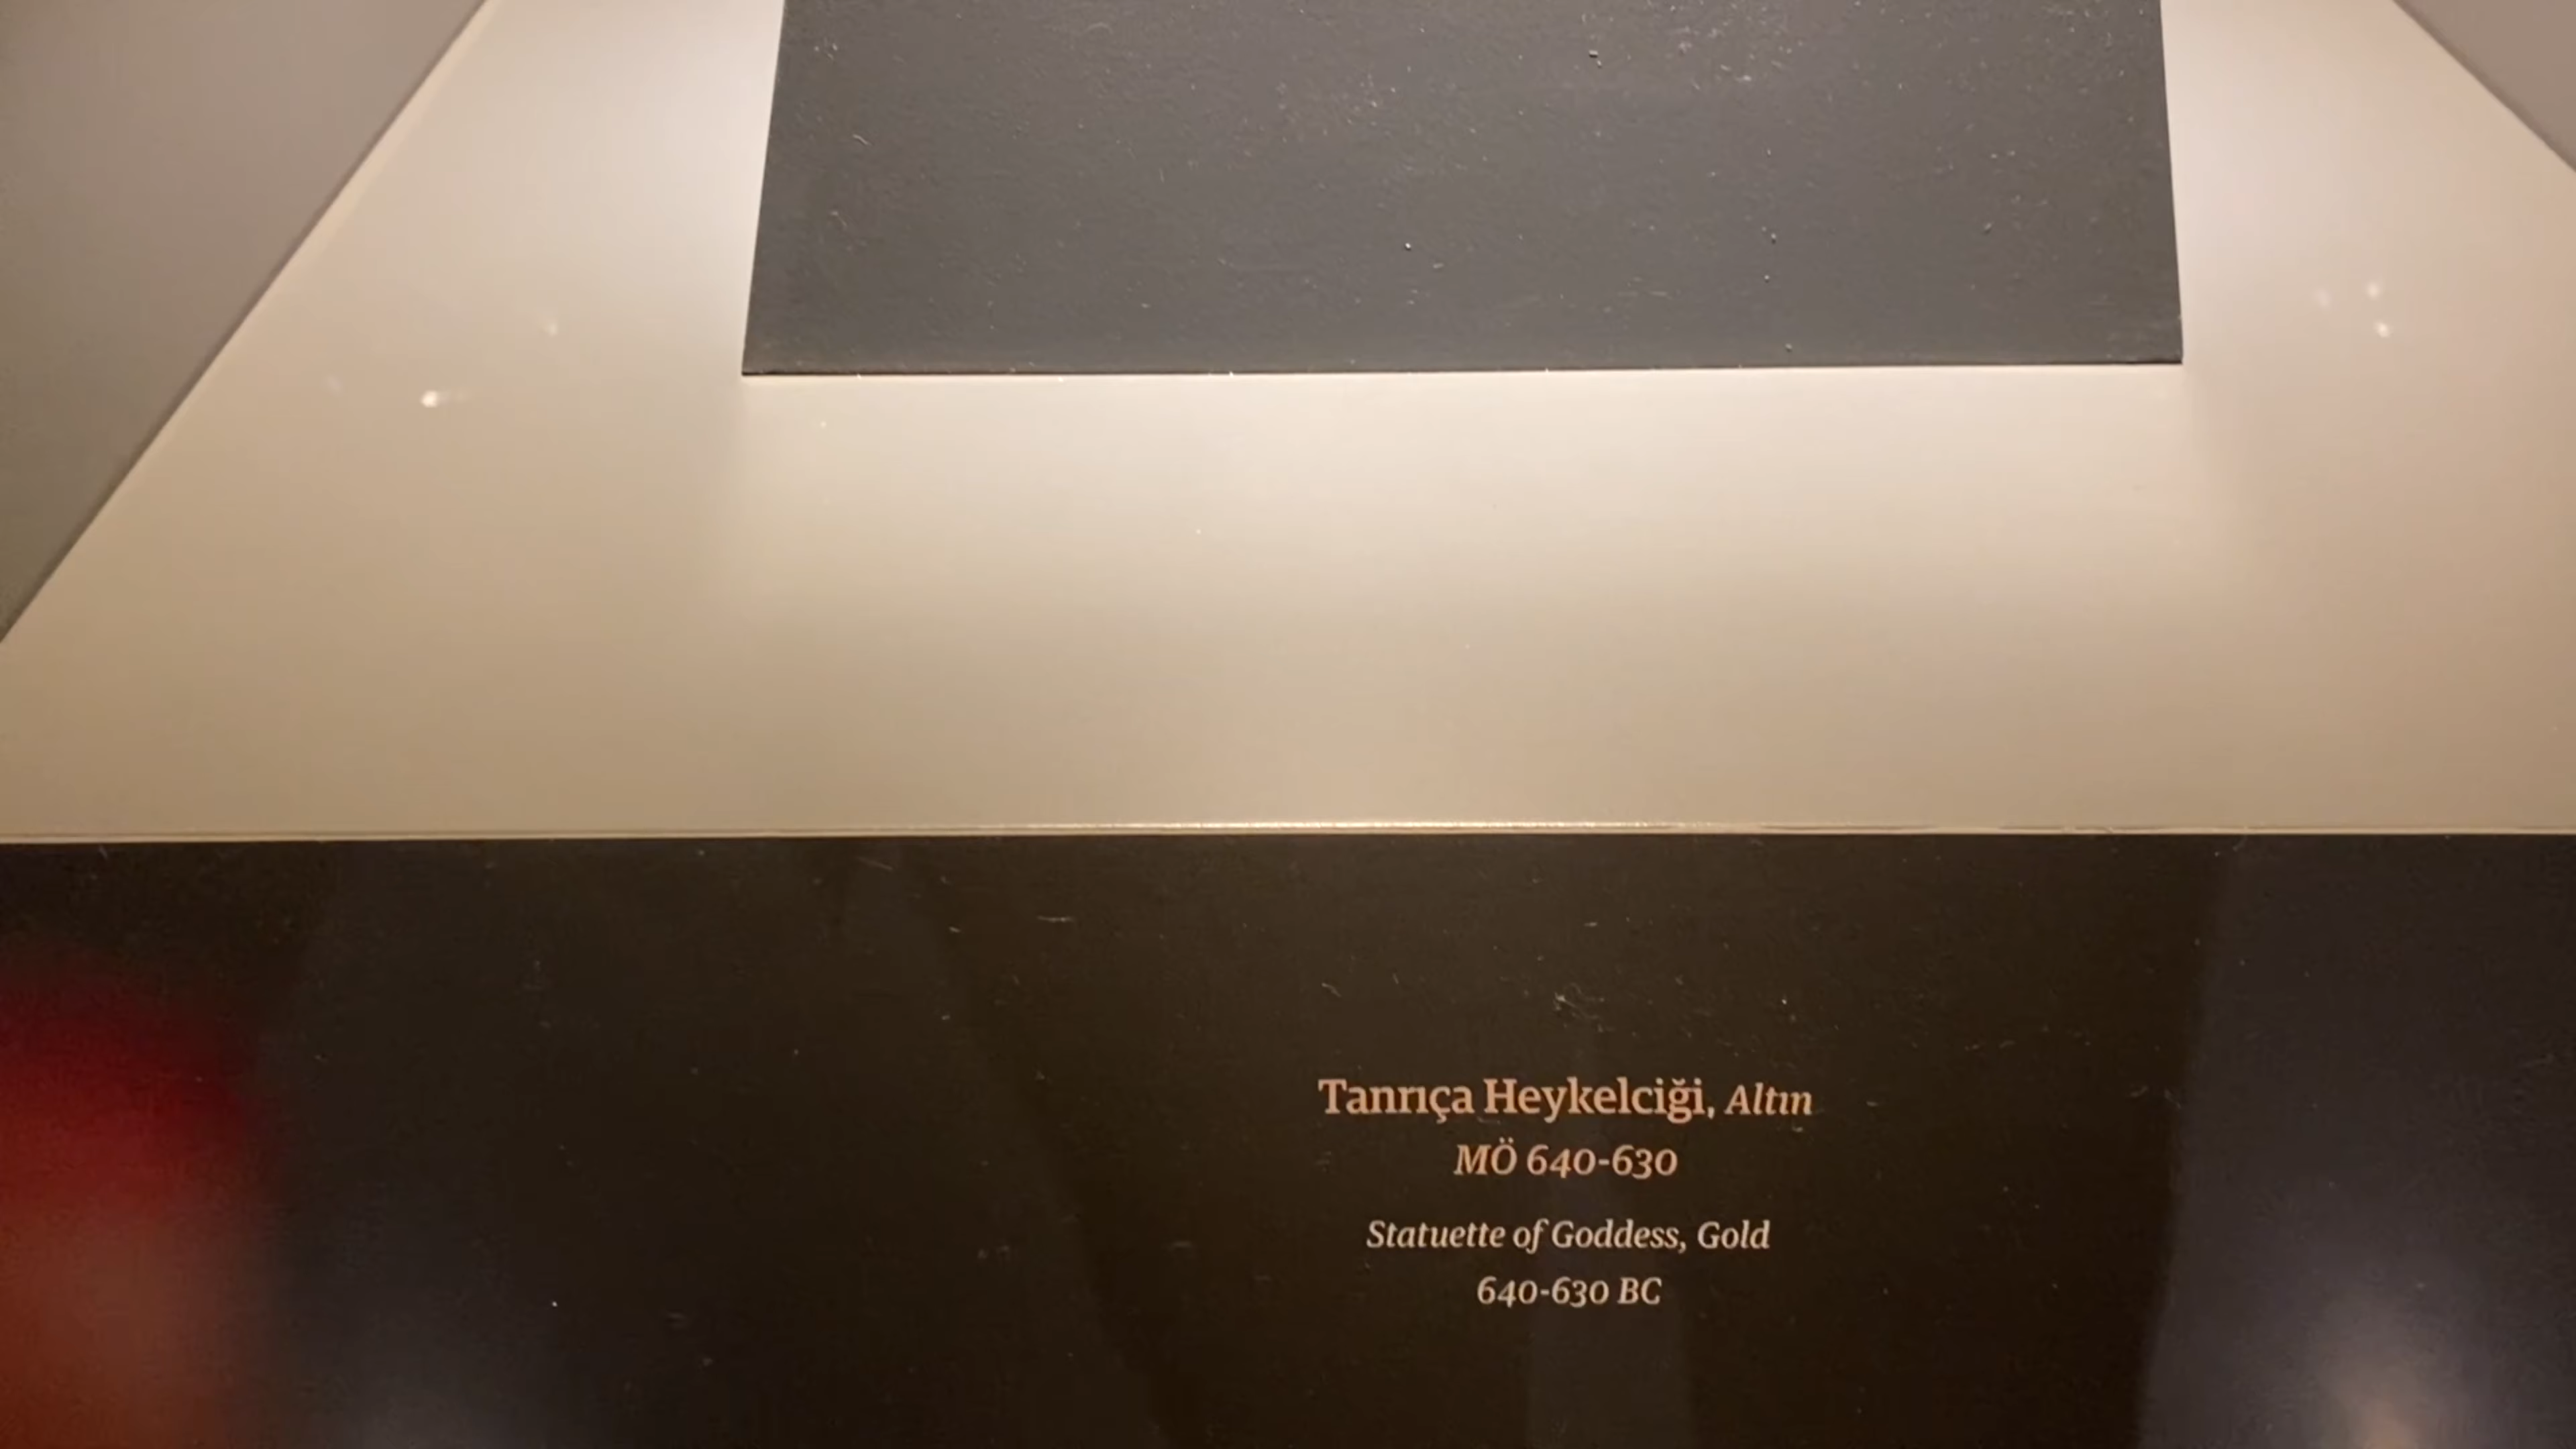 Tanrıça Heykelciği, Altın
MÖ 640-630
Statuette of Goddess, Gold
640-630 BC